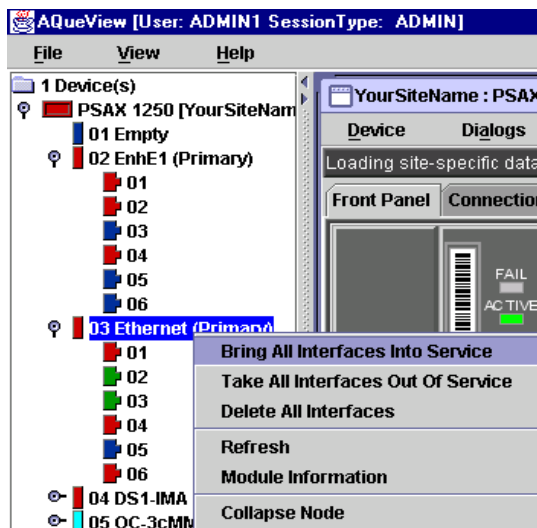 AQueView [User: ADMIN1 SessionType: ADMIN]
File View Help
1 Device(s)
PSAX 1250 [YourSiteNam
01 Empty
02 EnhE1 (Primary)
01
02
03
04
05
06
03 Ethernet (Primary)
01
02
03
04
05
06
04 DS1-IMA
05 OC-3cMM
YourSiteName : PSAX
Device Dialogs
Loading site-specific data
Front Panel Connection
FAIL
ACTIVE
Bring All Interfaces Into Service
Take All Interfaces Out Of Service
Delete All Interfaces
Refresh
Module Information
Collapse Node